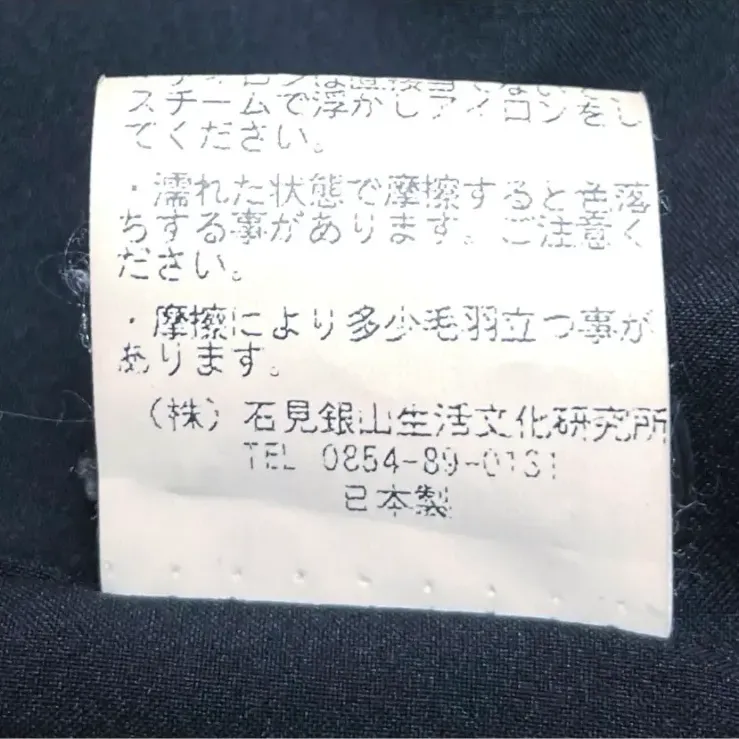 スチームで浮かしアイロンをし
てください。
・濡れた状態で摩擦すると色落
ちする事があります。ご注意く
ださい。
・摩擦により多少毛羽立つ事が
あります。
(株) 石見銀山生活文化研究所
TEL 0854-89-0131
日本製